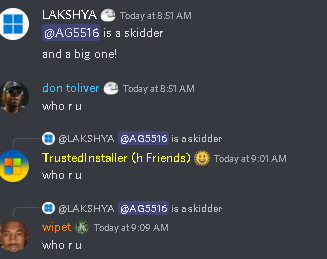 LAKSHYA Today at 8:51 AM
@AG5516 is a skidder
and a big one!
don toliver Today at 8:51 AM
who r u
@LAKSHYA @AG5516 is a skidder
TrustedInstaller (h Friends) Today at 9:01 AM
who r u
@LAKSHYA @AG5516 is a skidder
wipet Today at 9:09 AM
who r u